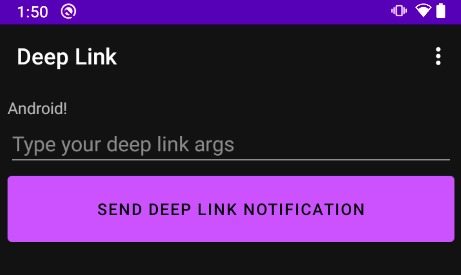 1:50
Deep Link
Android!
Type your deep link args
SEND DEEP LINK NOTIFICATION